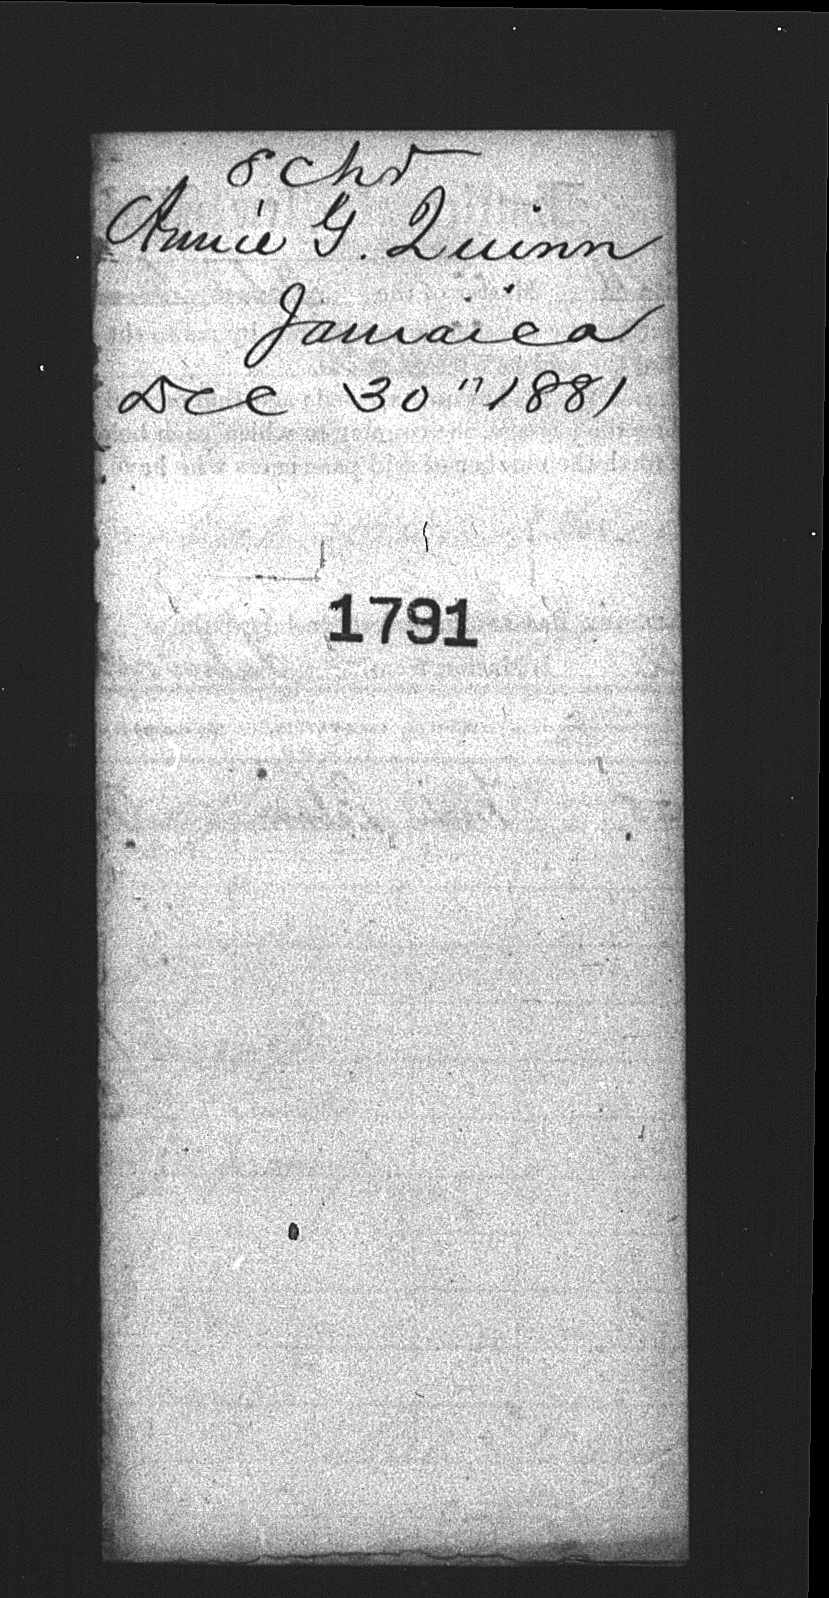 Schr
Annie G. Quinn
Jamaica
Dec 30" 1881
1791